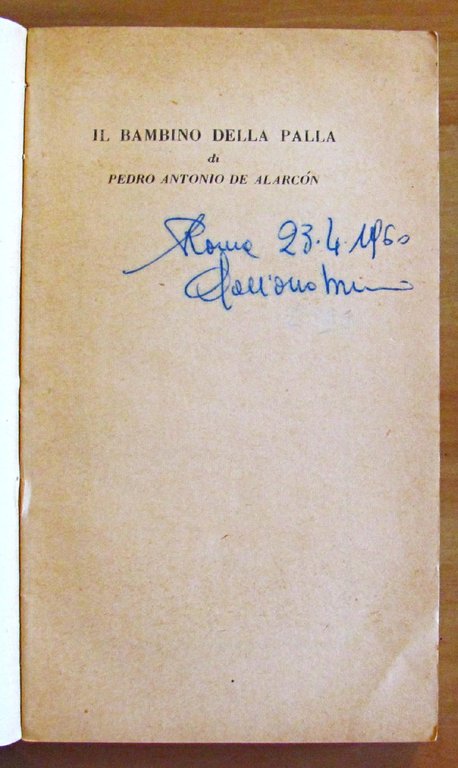 IL BAMBINO DELLA PALLA
di
PEDRO ANTONIO DE ALARCÓN
Roma 23.4.1960